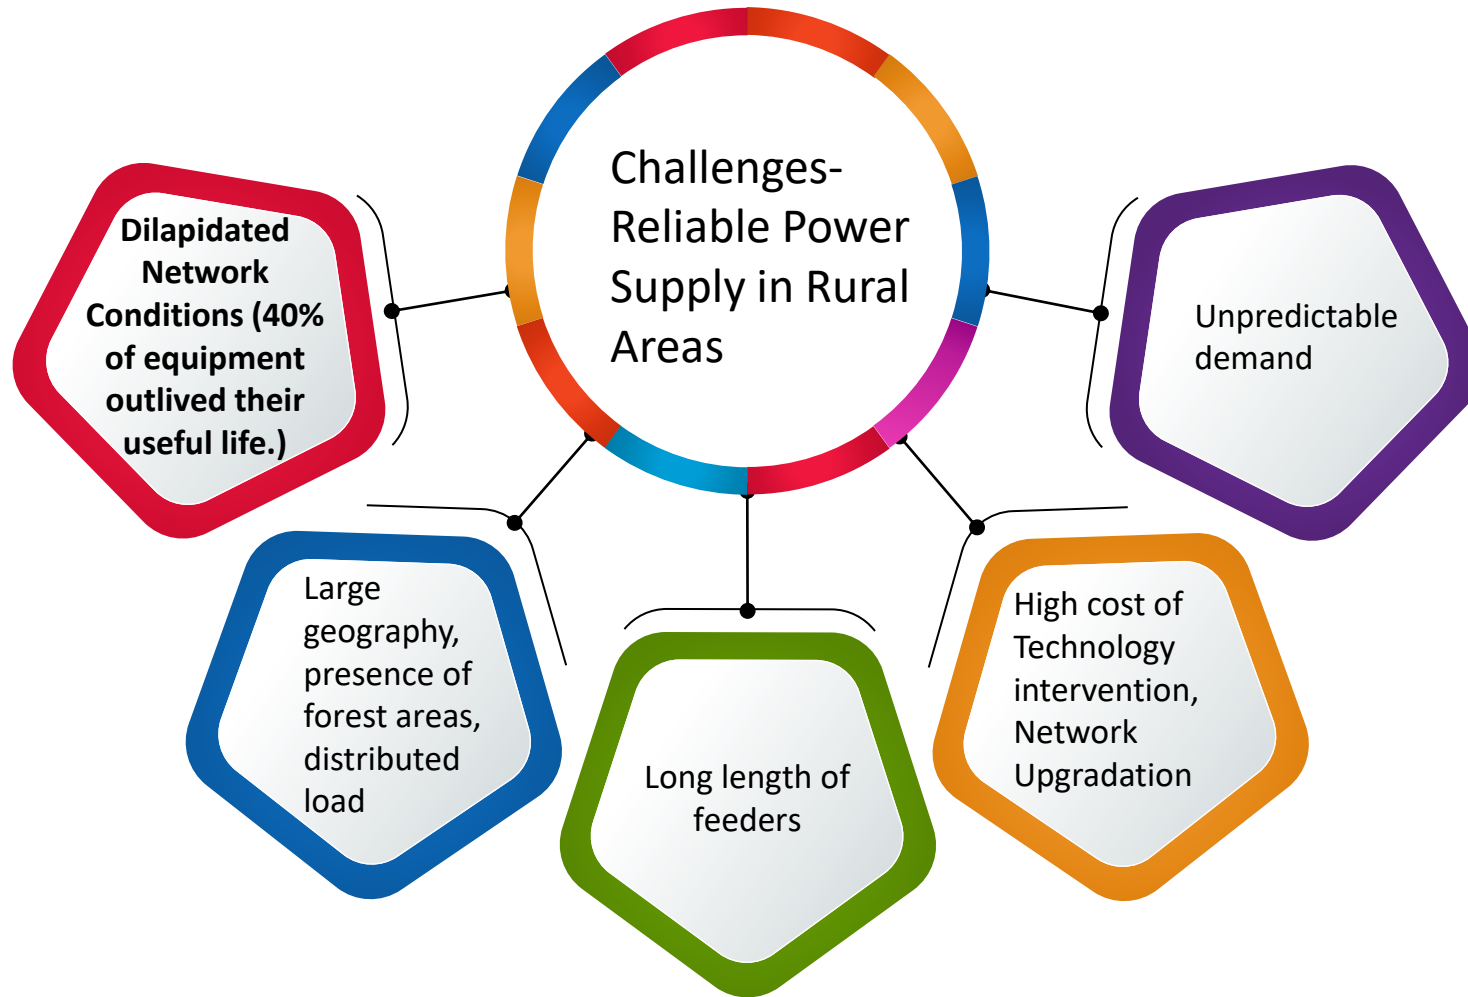 Challenges-
Reliable Power
Supply in Rural
Areas
Dilapidated
Network
Conditions (40%
of equipment
outlived their
useful life.)
Large
geography,
presence of
forest areas,
distributed
load
Long length of
feeders
High cost of
Technology
intervention,
Network
Upgradation
Unpredictable
demand